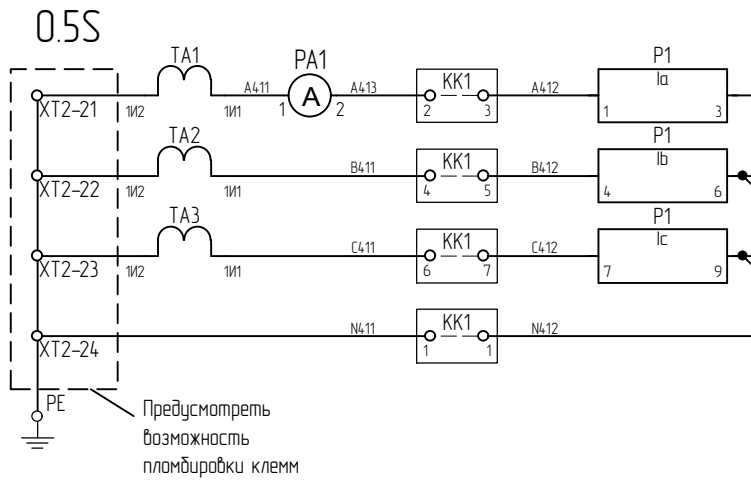 0.5S
TA1
PA1
A411
A
A413
KK1
A412
P1
Ia
XT2-21
1И2
1И1
1
2
2
3
1
3
TA2
B411
KK1
B412
P1
Ib
XT2-22
1И2
1И1
4
5
4
6
TA3
C411
KK1
C412
P1
Ic
XT2-23
1И2
1И1
6
7
7
9
N411
KK1
N412
XT2-24
1
1
PE
Предусмотреть
возможность
пломбировки клемм